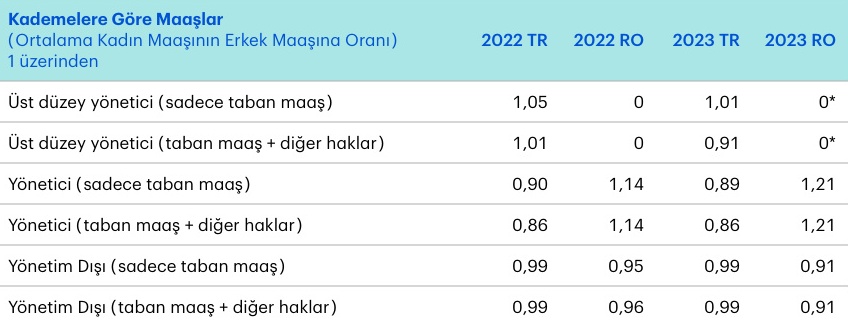 Kademelere Göre Maaşlar
(Ortalama Kadın Maaşının Erkek Maaşına Oranı)
1 üzerinden
2022 TR 2022 RO 2023 TR 2023 RO
Üst düzey yönetici (sadece taban maaş) 1,05 0 1,01 0*
Üst düzey yönetici (taban maaş + diğer haklar) 1,01 0 0,91 0*
Yönetici (sadece taban maaş) 0,90 1,14 0,89 1,21
Yönetici (taban maaş + diğer haklar) 0,86 1,14 0,86 1,21
Yönetim Dışı (sadece taban maaş) 0,99 0,95 0,99 0,91
Yönetim Dışı (taban maaş + diğer haklar) 0,99 0,96 0,99 0,91